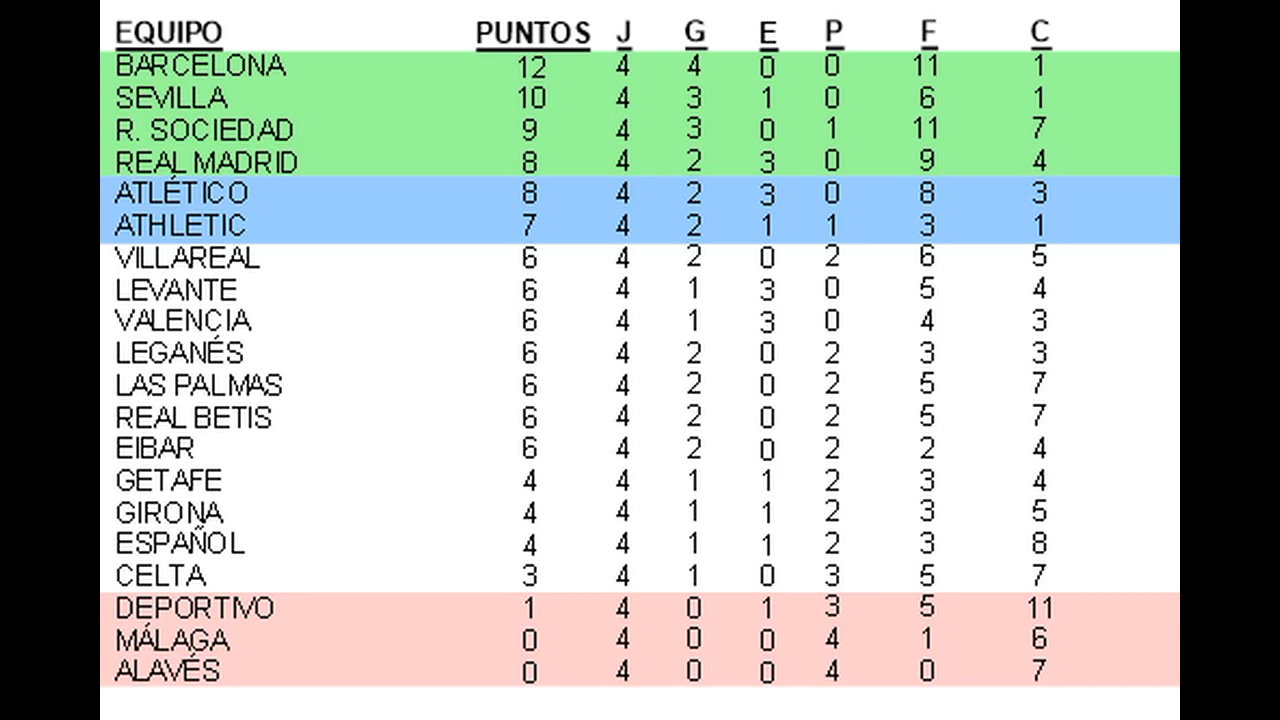 EQUIPO PUNTOS J G E P F C
BARCELONA 12 4 4 0 0 11 1
SEVILLA 10 4 3 1 0 6 1
R. SOCIEDAD 9 4 3 0 1 11 7
REAL MADRID 8 4 2 3 0 9 4
ATLÉTICO 8 4 2 3 0 8 3
ATHLETIC 7 4 2 1 1 3 1
VILLAREAL 6 4 2 0 2 6 5
LEVANTE 6 4 1 3 0 5 4
VALENCIA 6 4 1 3 0 4 3
LEGANÉS 6 4 2 0 2 3 3
LAS PALMAS 6 4 2 0 2 5 7
REAL BETIS 6 4 2 0 2 5 7
EIBAR 6 4 2 0 2 2 4
GETAFE 4 4 1 1 2 3 4
GIRONA 4 4 1 1 2 3 5
ESPAÑOL 4 4 1 1 2 3 8
CELTA 3 4 1 0 3 5 7
DEPORTIVO 1 4 0 1 3 5 11
MÁLAGA 0 4 0 0 4 1 6
ALAVÉS 0 4 0 0 4 0 7